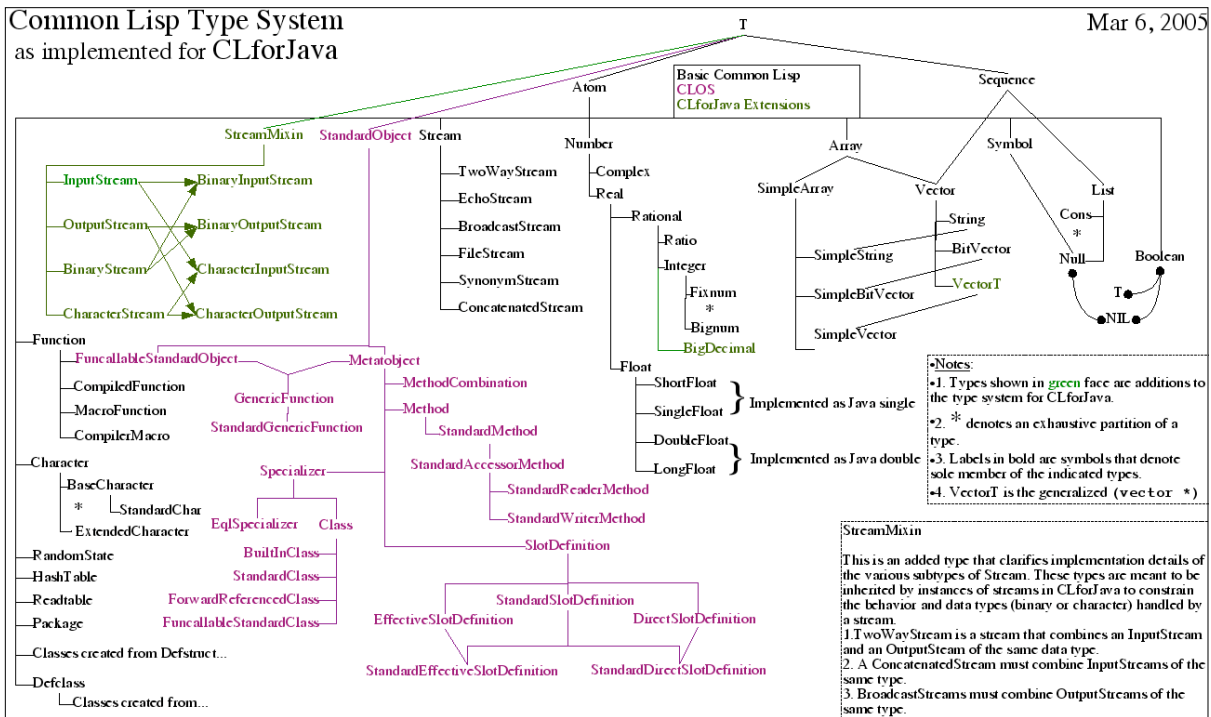 Common Lisp Type System
as implemented for CLforJava
Mar 6, 2005
T
Basic Common Lisp
CLOS
CLforJava Extensions
Atom
Sequence
StreamMixin
StandardObject
Stream
Number
Array
Symbol
InputStream
BinaryInputStream
OutputStream
BinaryOutputStream
BinaryStream
CharacterInputStream
CharacterStream
CharacterOutputStream
TwoWayStream
EchoStream
BroadcastStream
FileStream
SynonymStream
ConcatenatedStream
Complex
Real
Rational
Ratio
Integer
Fixnum
*
Bignum
BigDecimal
Float
ShortFloat
SingleFloat
} Implemented as Java single
DoubleFloat
LongFloat
} Implemented as Java double
SimpleArray
Vector
String
SimpleString
BitVector
SimpleBitVector
VectorT
SimpleVector
List
Cons
*
Null
Boolean
T
NIL
Function
FuncallableStandardObject
Metatobject
CompiledFunction
MacroFunction
CompilerMacro
GenericFunction
StandardGenericFunction
MethodCombination
Method
StandardMethod
StandardAccessorMethod
StandardReaderMethod
StandardWriterMethod
Character
BaseCharacter
*
StandardChar
ExtendedCharacter
Specializer
EqlSpecializer
Class
BuiltInClass
StandardClass
ForwardReferencedClass
FuncallableStandardClass
SlotDefinition
StandardSlotDefinition
EffectiveSlotDefinition
DirectSlotDefinition
StandardEffectiveSlotDefinition
StandardDirectSlotDefinition
RandomState
HashTable
Readtable
Package
Classes created from Defstruct...
Defclass
Classes created from...
•Notes:
•1. Types shown in green face are additions to
the type system for CLforJava.
•2. * denotes an exhaustive partition of a
type.
•3. Labels in bold are symbols that denote
sole member of the indicated types.
•4. VectorT is the generalized (vector *)
StreamMixin
This is an added type that clarifies implementation details of
the various subtypes of Stream. These types are meant to be
inherited by instances of streams in CLforJava to constrain
the behavior and data types (binary or character) handled by
a stream.
1.TwoWayStream is a stream that combines an InputStream
and an OutputSteam of the same data type.
2. A ConcatenatedStream must combine InputStreams of the
same type.
3. BroadcastStreams must combine OutputStreams of the
same type.